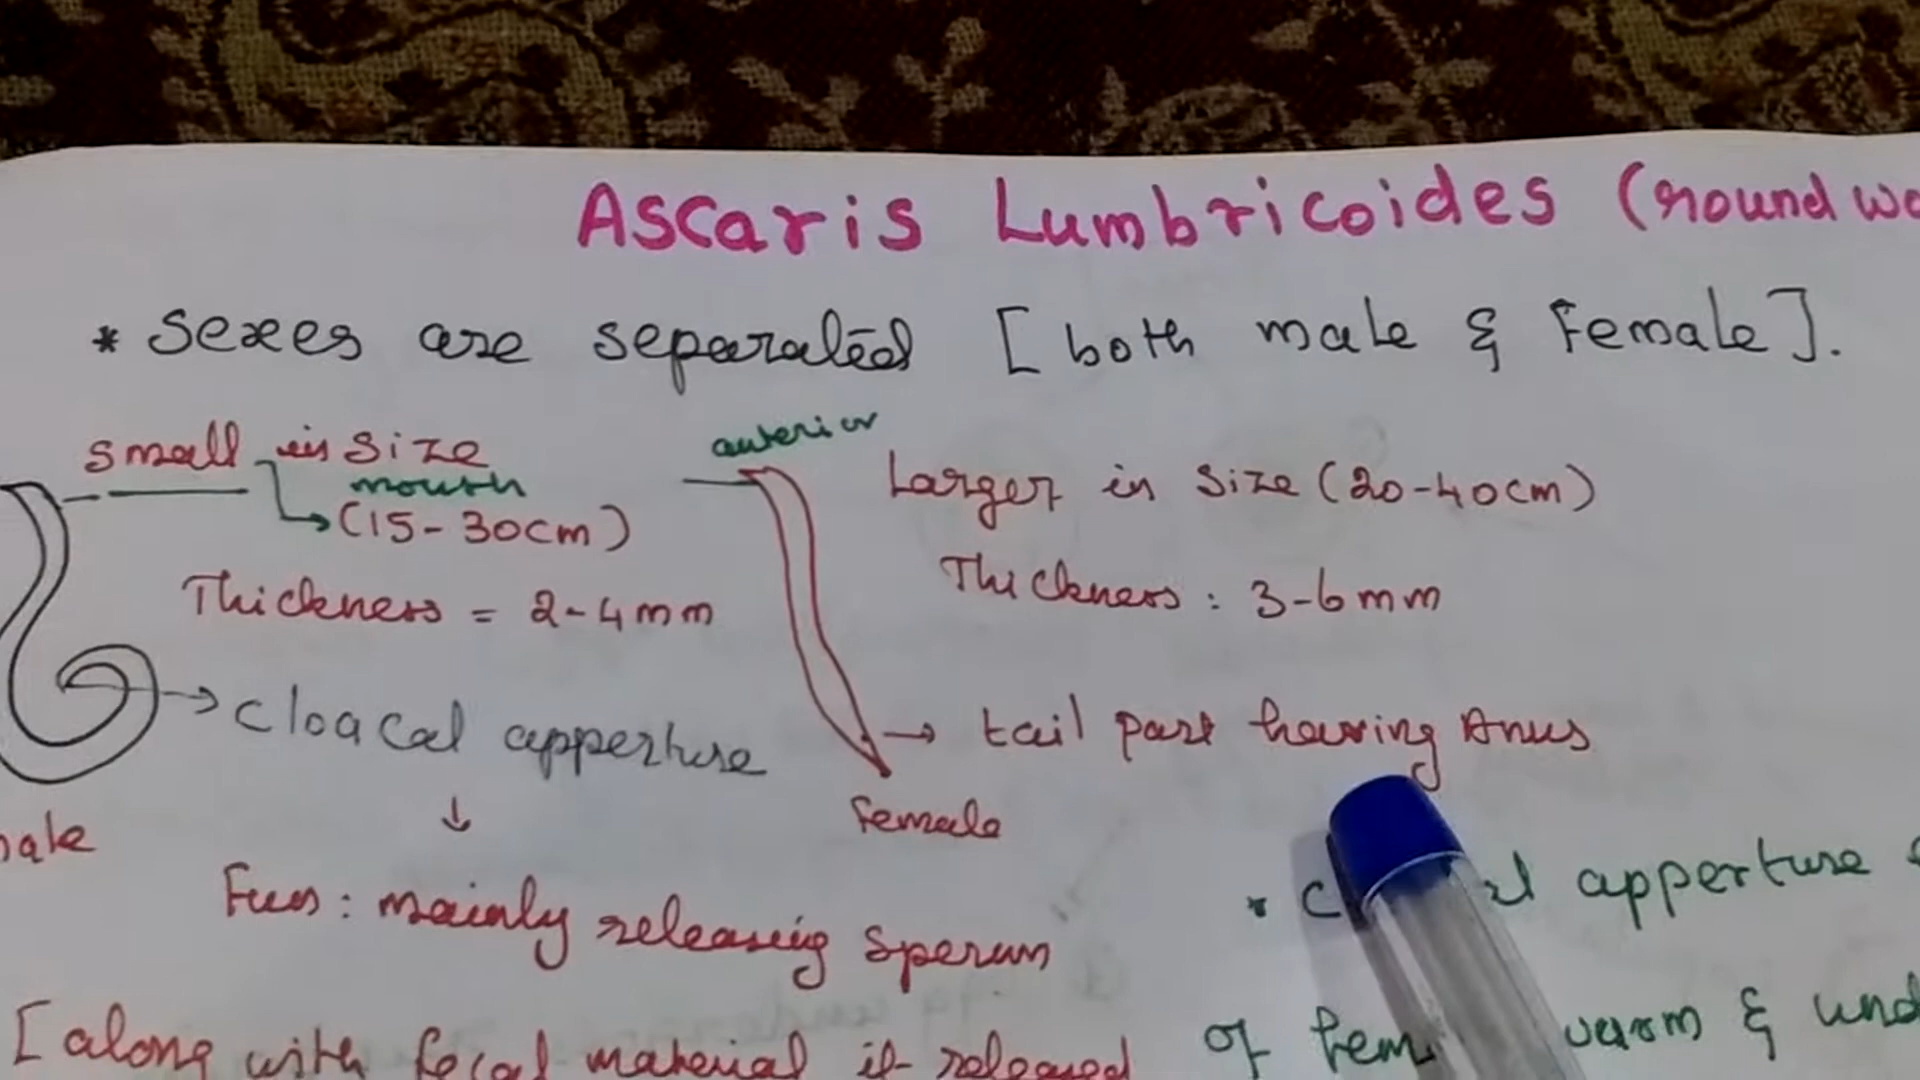 Ascaris Lumbricoides (round wo
* Sexes are separated [both male & Female].
small in size
mouth
(15-30cm)
Thickness = 2-4mm
cloacal apperture
male
Fun: mainly releasing sperum
[along with fecal material it released
anterior
Larger in size (20-40cm)
Thickness: 3-6mm
tail part having Anus
Female
apperture
of fem worm & und